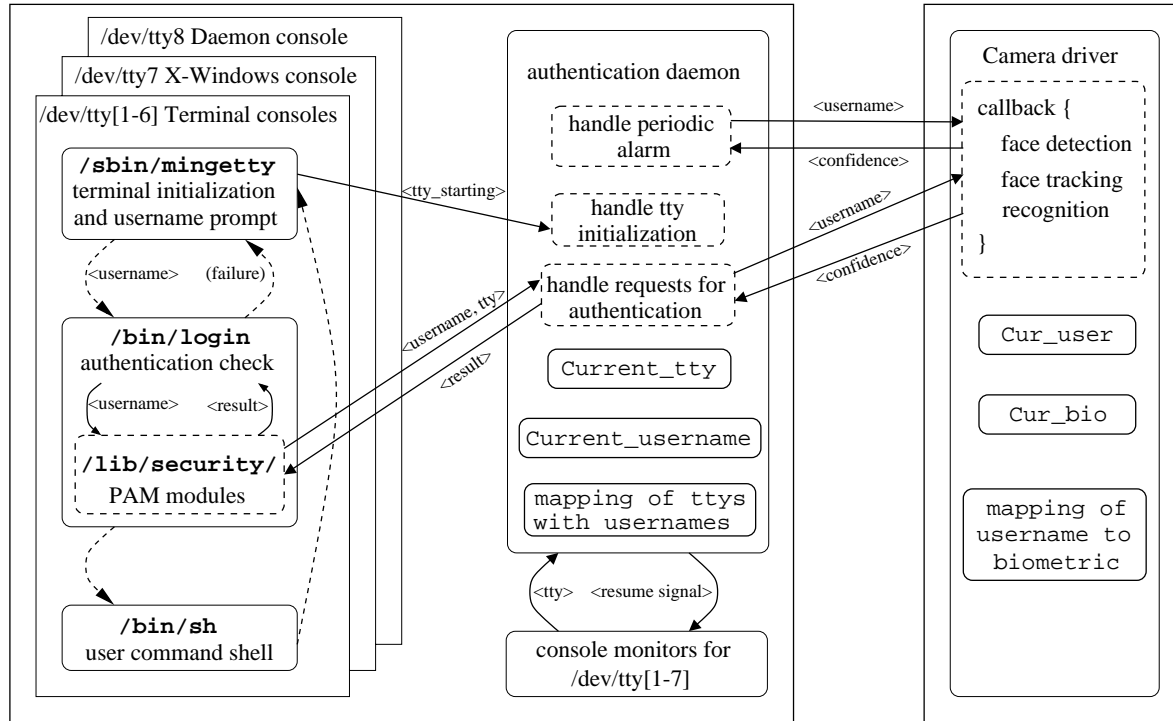 /dev/tty8 Daemon console
/dev/tty7 X-Windows console
/dev/tty[1-6] Terminal consoles
/sbin/mingetty
terminal initialization
and username prompt
<username>
(failure)
/bin/login
authentication check
<username>
<result>
/lib/security/
PAM modules
/bin/sh
user command shell
<tty_starting>
<username, tty>
<result>
authentication daemon
handle periodic
alarm
handle tty
initialization
handle requests for
authentication
Current_tty
Current_username
mapping of ttys
with usernames
<tty>
<resume signal>
console monitors for
/dev/tty[1-7]
<username>
<confidence>
<username>
<confidence>
Camera driver
callback {
face detection
face tracking
recognition
}
Cur_user
Cur_bio
mapping of
username to
biometric